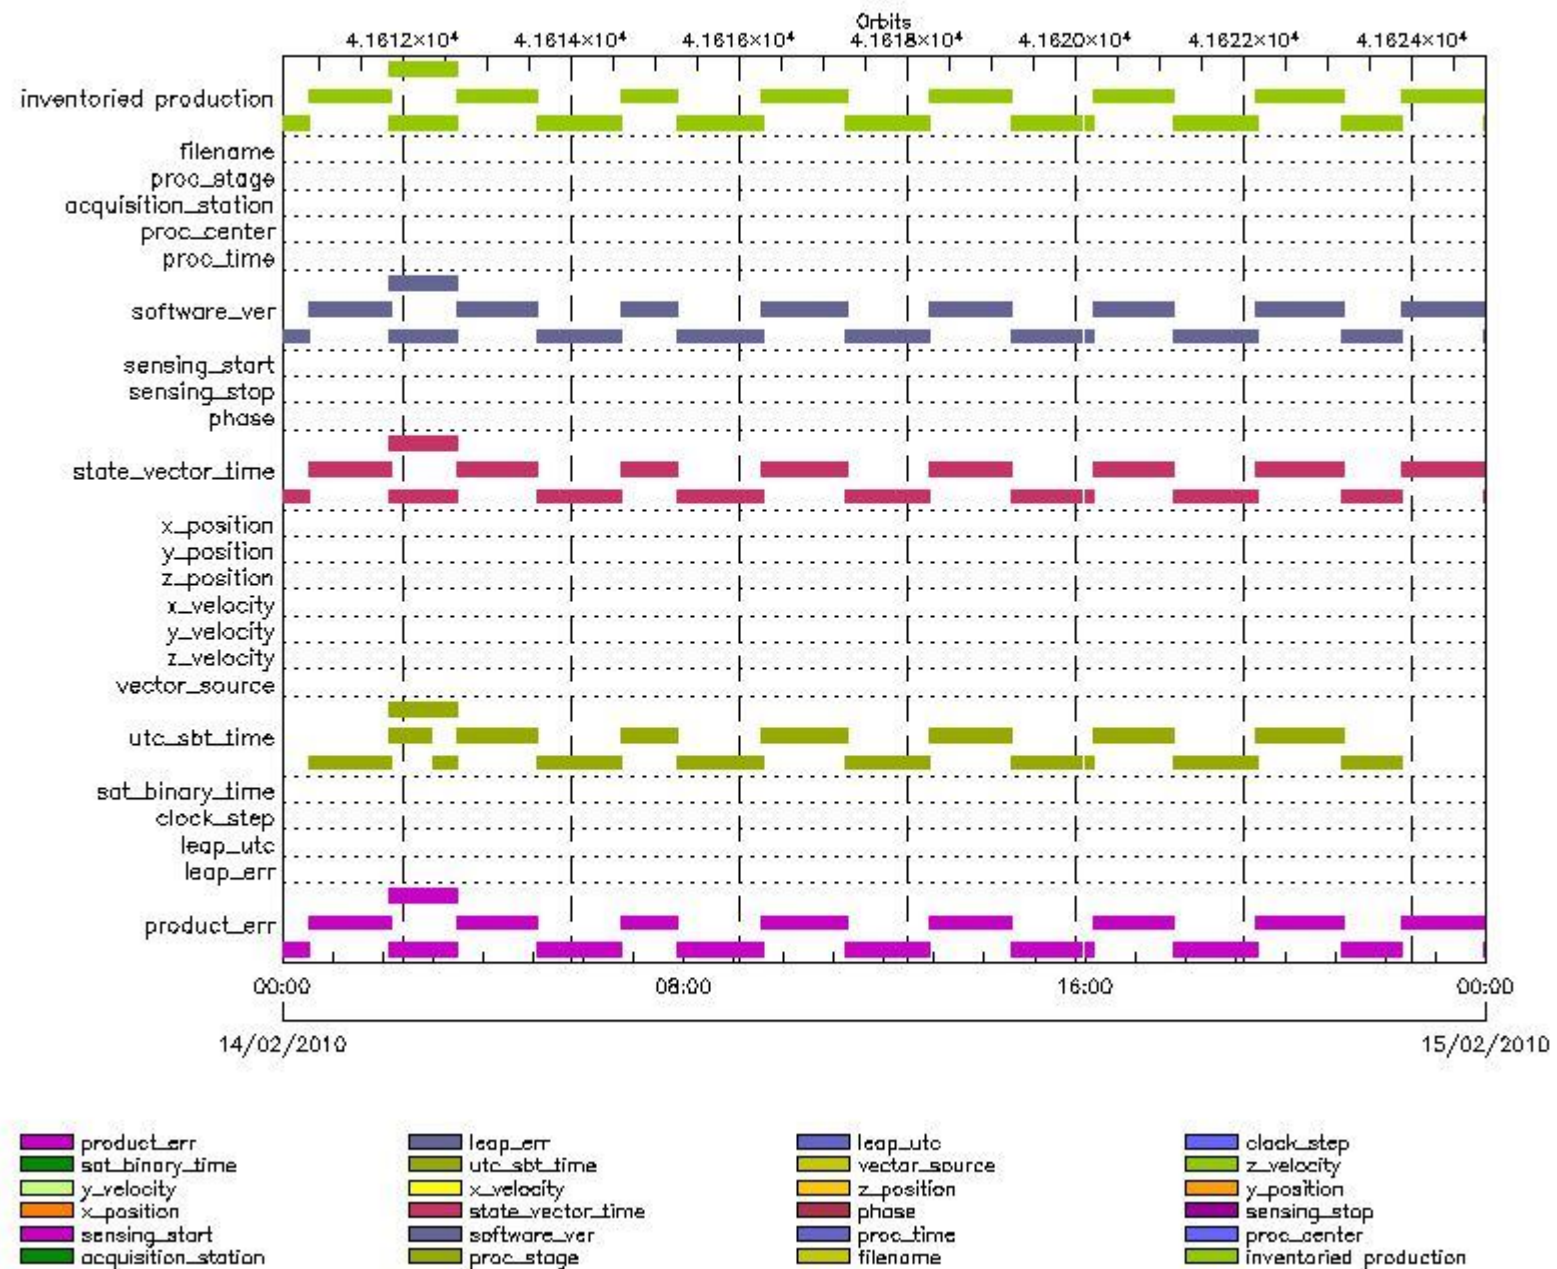 Orbits
4.1612×10⁴ 4.1614×10⁴ 4.1616×10⁴ 4.1618×10⁴ 4.1620×10⁴ 4.1622×10⁴ 4.1624×10⁴
inventoried production
filename
proc_stage
acquisition_station
proc_center
proc_time
software_ver
sensing_start
sensing_stop
phase
state_vector_time
x_position
y_position
z_position
x_velocity
y_velocity
z_velocity
vector_source
utc_sbt_time
sat_binary_time
clock_step
leap_utc
leap_err
product_err
00:00 08:00 16:00 00:00
14/02/2010 15/02/2010
product_err leap_err leap_utc clock_step
sat_binary_time utc_sbt_time vector_source z_velocity
y_velocity x_velocity z_position y_position
x_position state_vector_time phase sensing_stop
sensing_start software_ver proc_time proc_center
acquisition_station proc_stage filename inventoried production